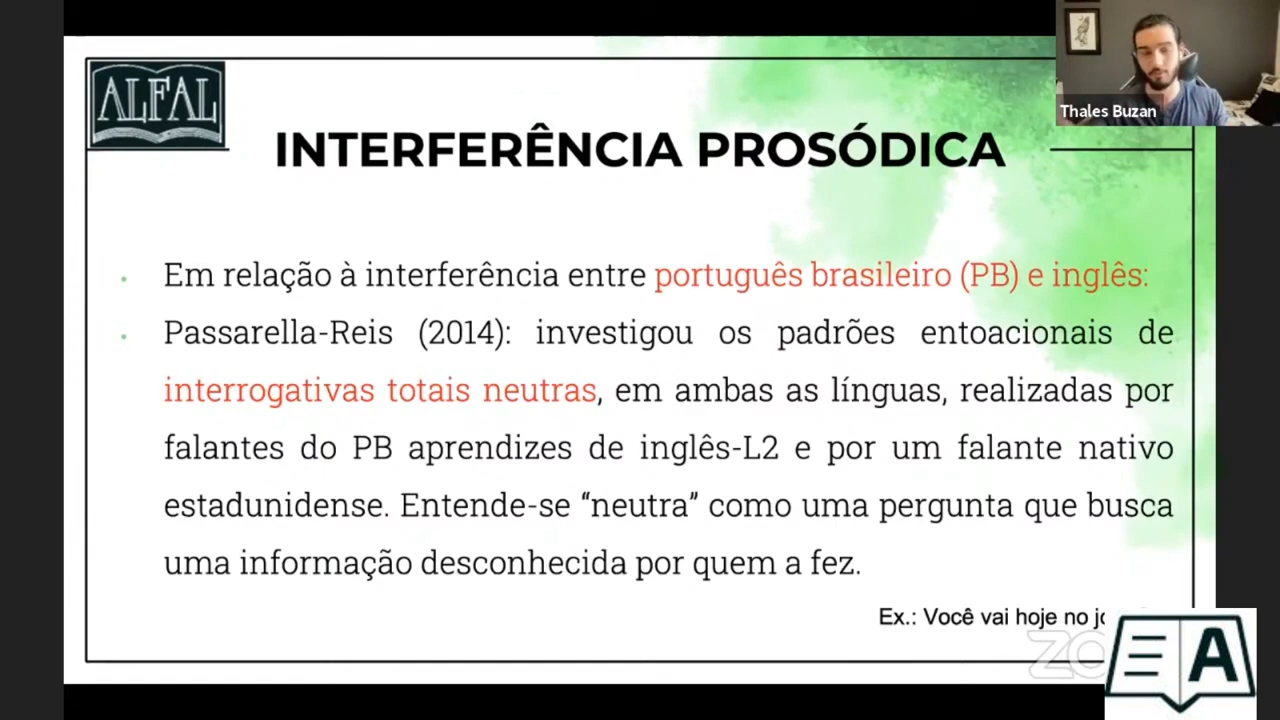 ALFAL
Thales Buzan
INTERFERÊNCIA PROSÓDICA
Em relação à interferência entre português brasileiro (PB) e inglês:
Passarella-Reis (2014): investigou os padrões entoacionais de
interrogativas totais neutras, em ambas as línguas, realizadas por
falantes do PB aprendizes de inglês-L2 e por um falante nativo
estadunidense. Entende-se “neutra” como uma pergunta que busca
uma informação desconhecida por quem a fez.
Ex.: Você vai hoje no
A